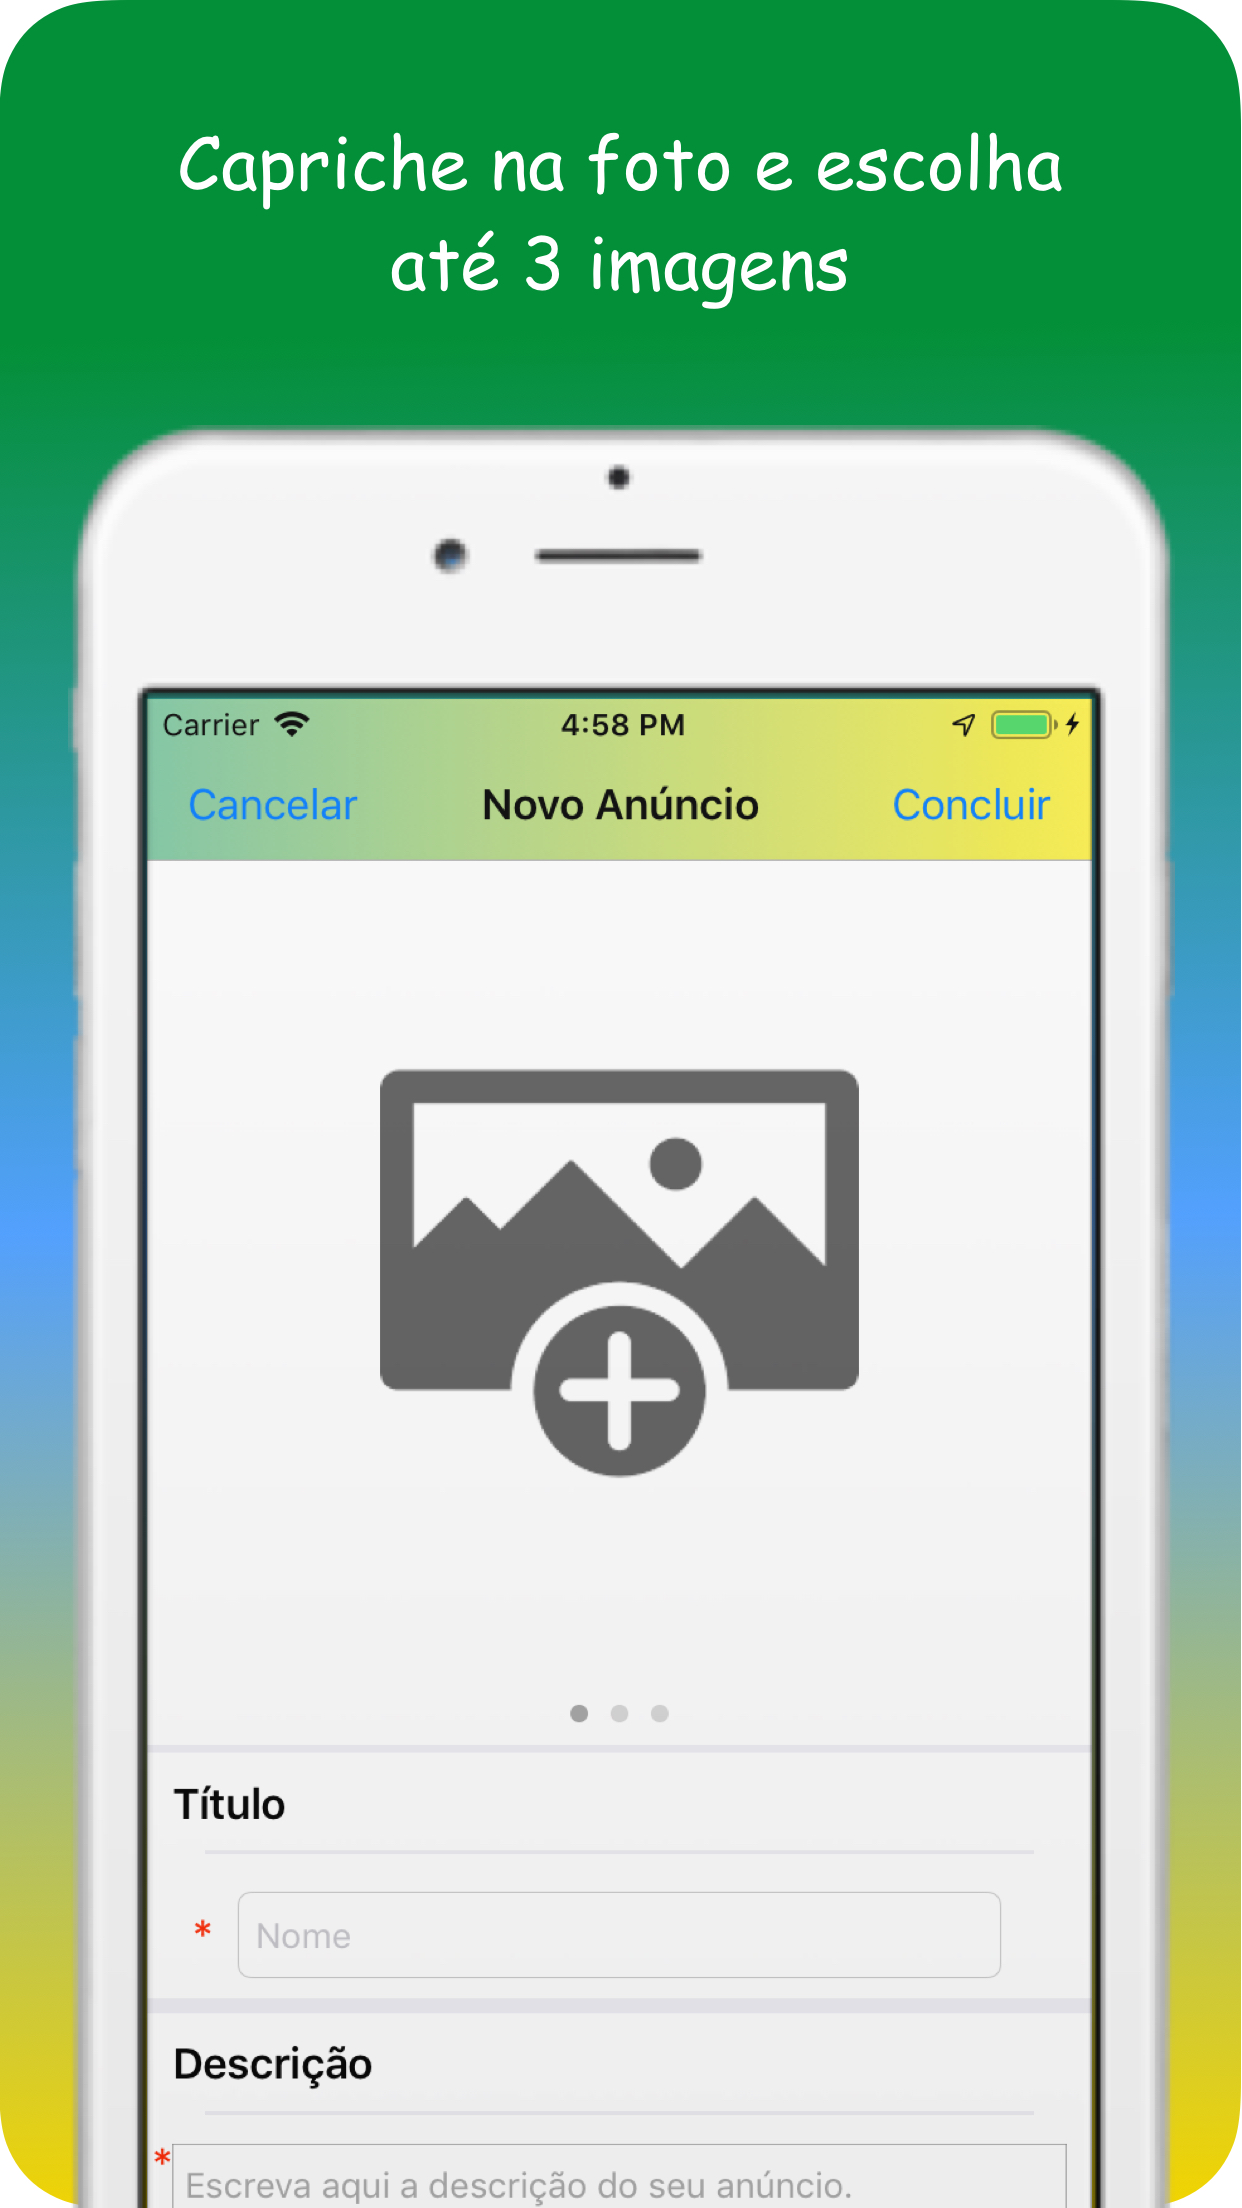 Capriche na foto e escolha
até 3 imagens
Carrier 4:58 PM
Cancelar Novo Anúncio Concluir
Título
* Nome
Descrição
* Escreva aqui a descrição do seu anúncio.